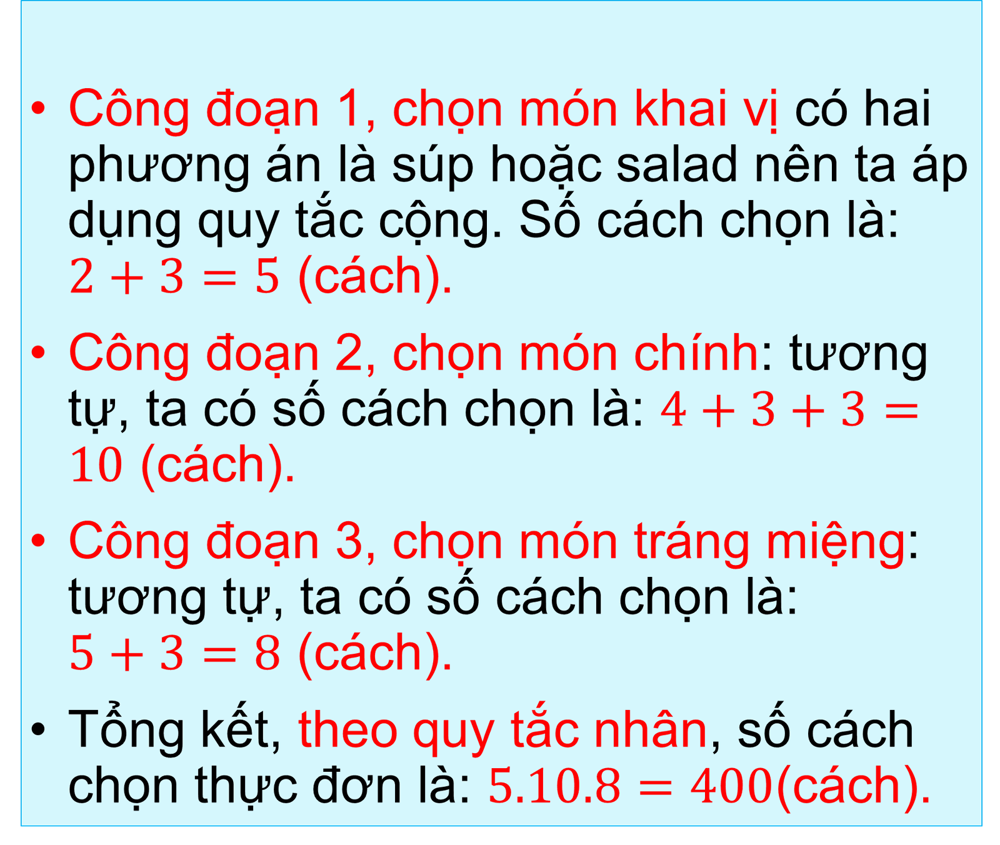 • Công đoạn 1, chọn món khai vị có hai
phương án là súp hoặc salad nên ta áp
dụng quy tắc cộng. Số cách chọn là:
2 + 3 = 5 (cách).
• Công đoạn 2, chọn món chính: tương
tự, ta có số cách chọn là: 4 + 3 + 3 =
10 (cách).
• Công đoạn 3, chọn món tráng miệng:
tương tự, ta có số cách chọn là:
5 + 3 = 8 (cách).
• Tổng kết, theo quy tắc nhân, số cách
chọn thực đơn là: 5.10.8 = 400(cách).